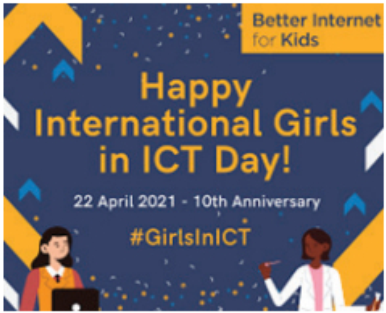 Better Internet
for Kids
Happy
International Girls
in ICT Day!
22 April 2021 - 10th Anniversary
#GirlsInICT